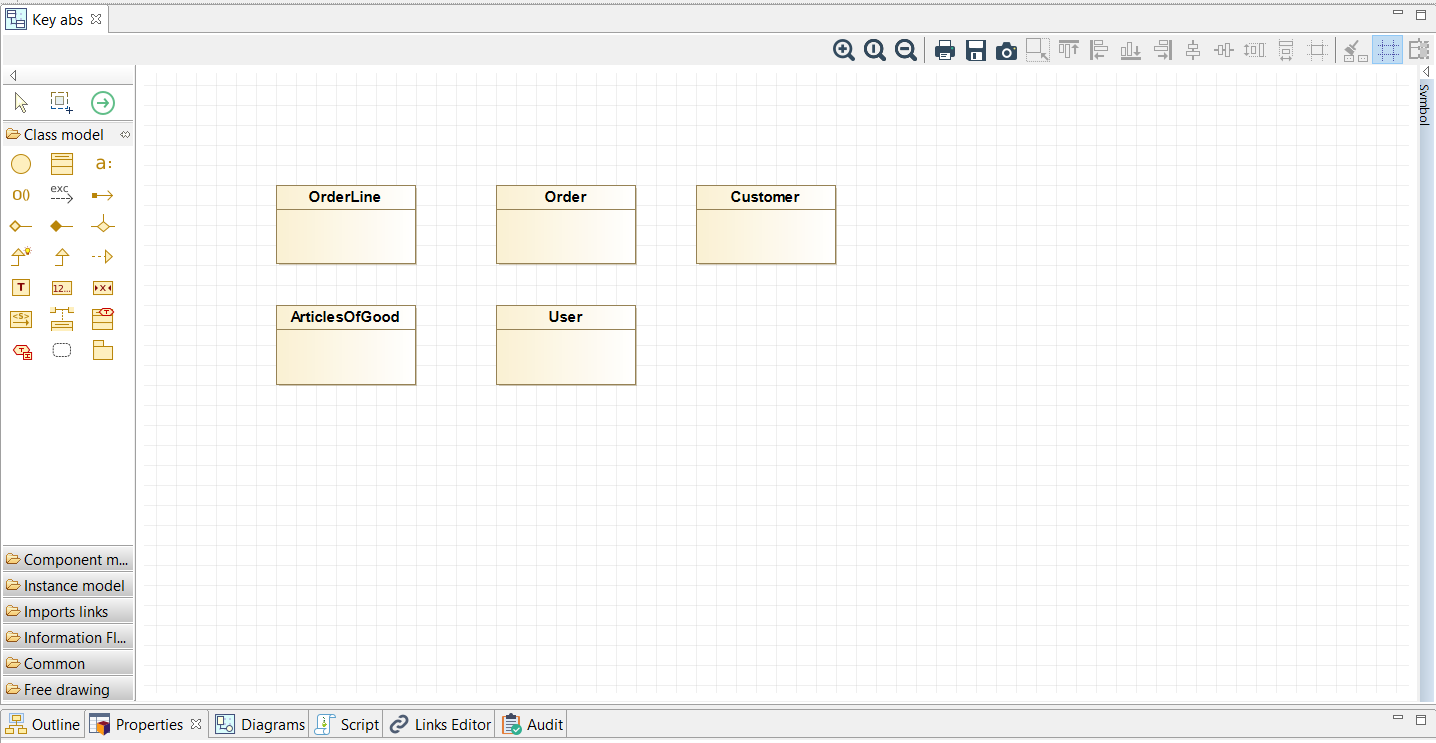 Key abs
Symbol
Class model
a:
O()
exc
T
12...
X
<S>
T
T
OrderLine
Order
Customer
ArticlesOfGood
User
Component m...
Instance model
Imports links
Information Fl...
Common
Free drawing
Outline
Properties
Diagrams
Script
Links Editor
Audit